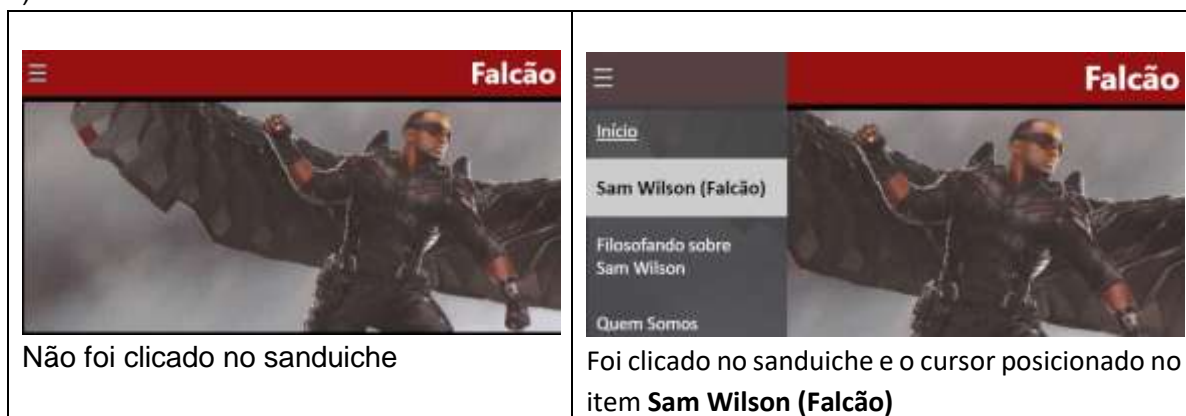 Falcão
Não foi clicado no sanduiche
Falcão
Início
Sam Wilson (Falcão)
Filosofando sobre
Sam Wilson
Quem Somos
Foi clicado no sanduiche e o cursor posicionado no
item Sam Wilson (Falcão)